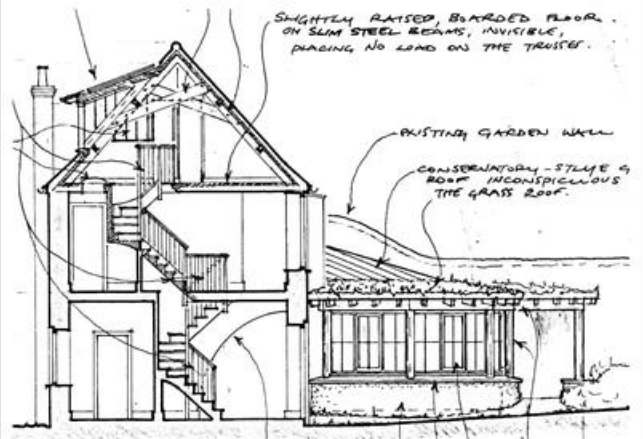 SLIGHTLY RAISED, BOARDED FLOOR.
ON SLIM STEEL BEAMS, INVISIBLE,
PLACING NO LOAD ON THE TRUSSES.
EXISTING GARDEN WALL
CONSERVATORY-STLYE G
ROOF INCONSPICUOUS
THE GRASS ROOF.